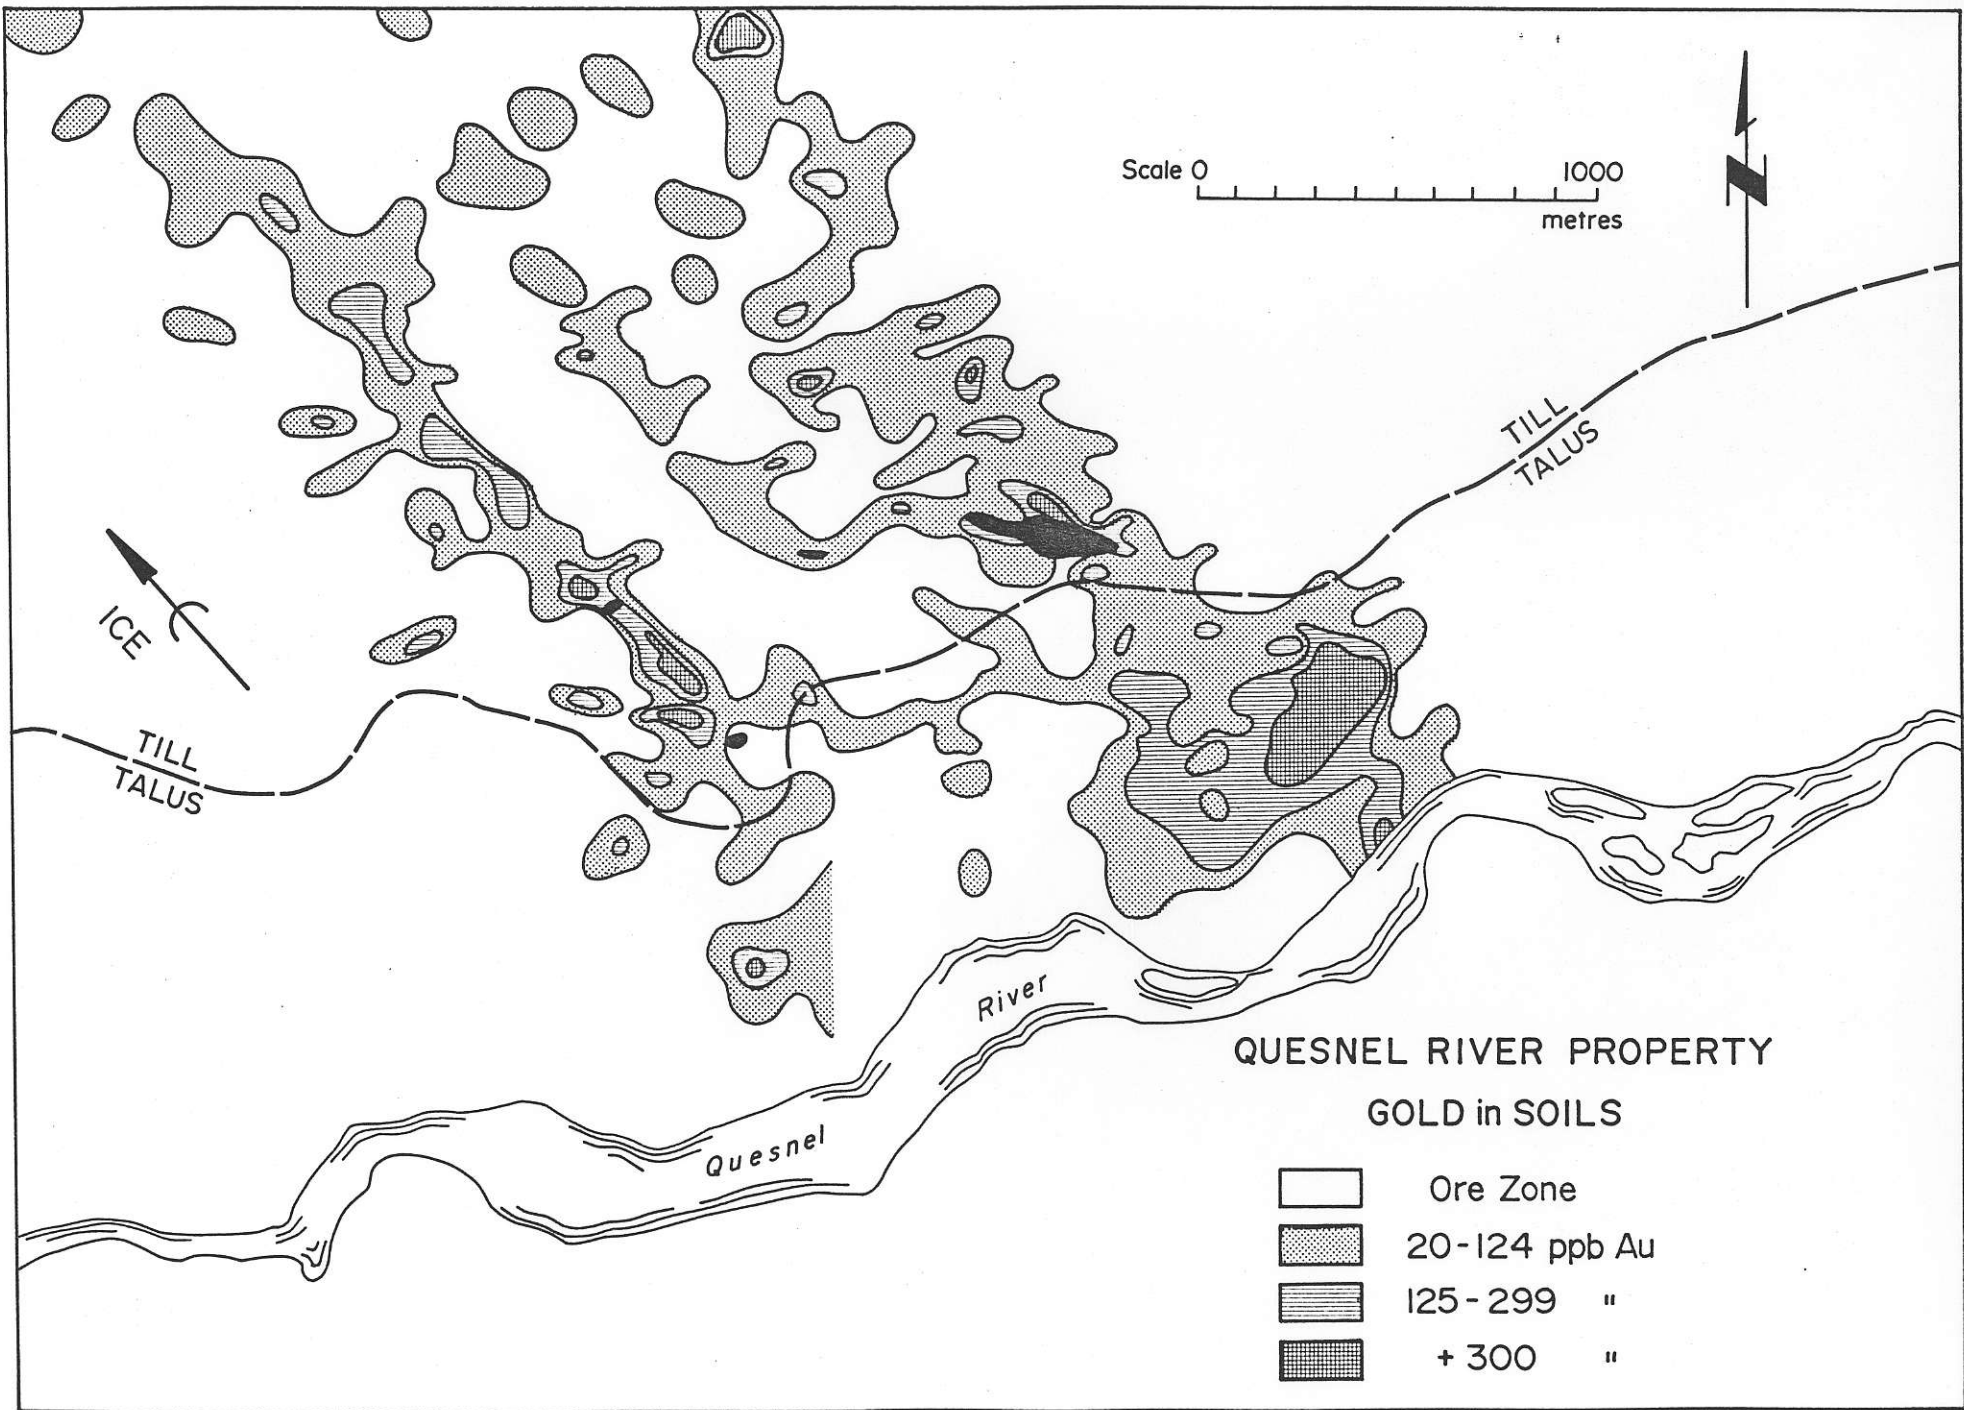 Scale 0 1000
metres
N
TILL
TALUS
ICE
TILL
TALUS
River
Quesnel
QUESNEL RIVER PROPERTY
GOLD in SOILS
Ore Zone
20-124 ppb Au
125-299 "
+300 "